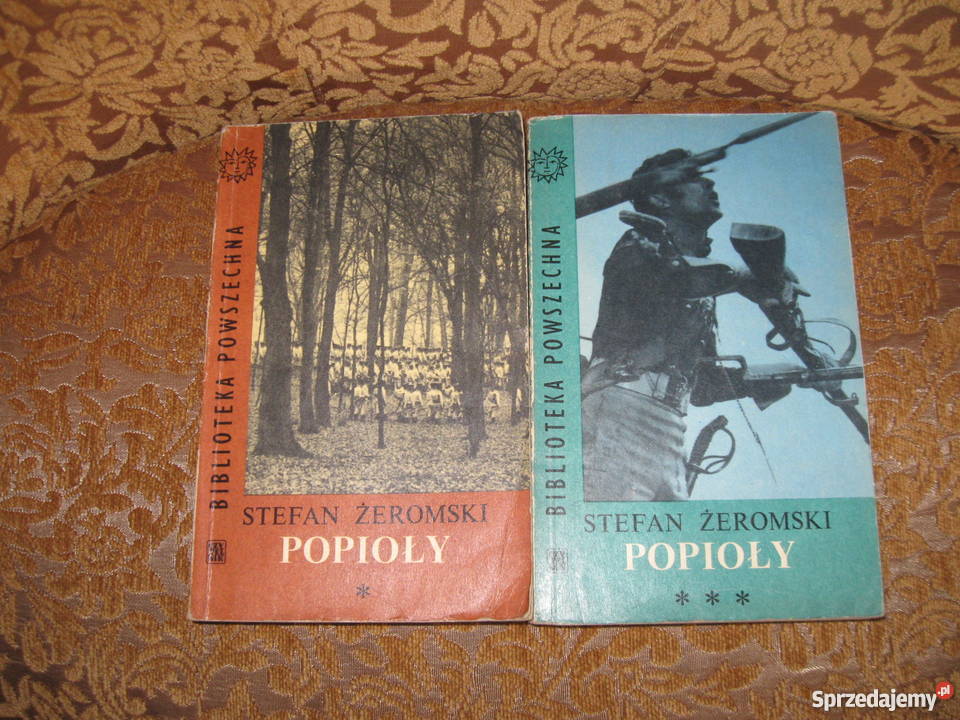 BIBLIOTEKA POWSZECHNA
STEFAN ŻEROMSKI
POPIOŁY
*
BIBLIOTEKA POWSZECHNA
STEFAN ŻEROMSKI
POPIOŁY
* * *
Sprzedajemy.pl